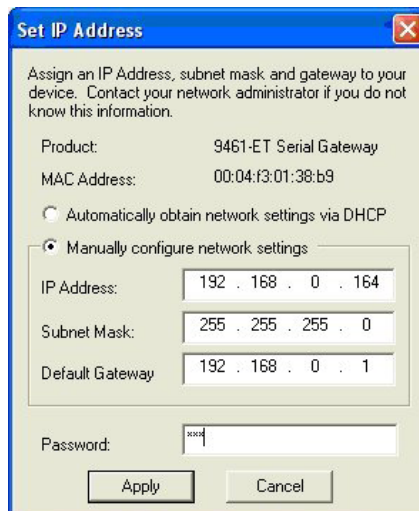 Set IP Address
Assign an IP Address, subnet mask and gateway to your
device. Contact your network administrator if you do not
know this information.
Product: 9461-ET Serial Gateway
MAC Address: 00:04:f3:01:38:b9
Automatically obtain network settings via DHCP
Manually configure network settings
IP Address: 192 . 168 . 0 . 164
Subnet Mask: 255 . 255 . 255 . 0
Default Gateway 192 . 168 . 0 . 1
Password: ***
Apply Cancel